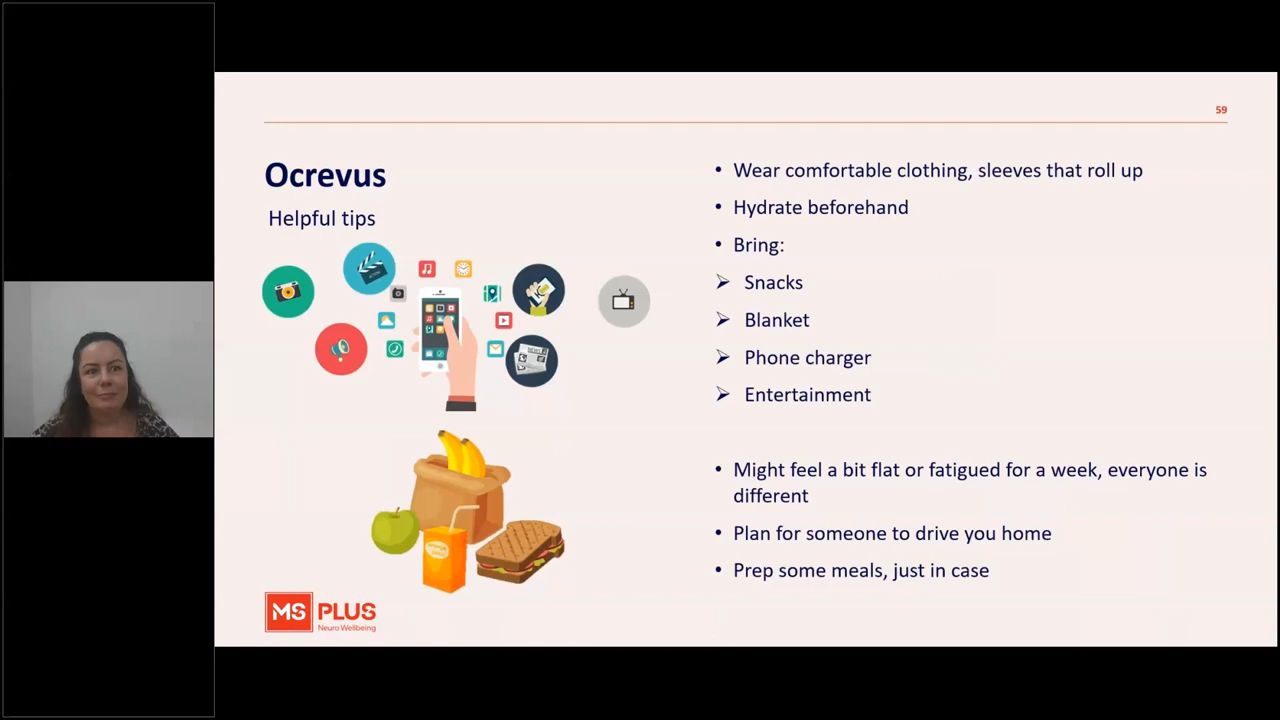 59
Ocrevus
Helpful tips
• Wear comfortable clothing, sleeves that roll up
• Hydrate beforehand
• Bring:
➢ Snacks
➢ Blanket
➢ Phone charger
➢ Entertainment
• Might feel a bit flat or fatigued for a week, everyone is
different
• Plan for someone to drive you home
• Prep some meals, just in case
MS PLUS
Neuro Wellbeing